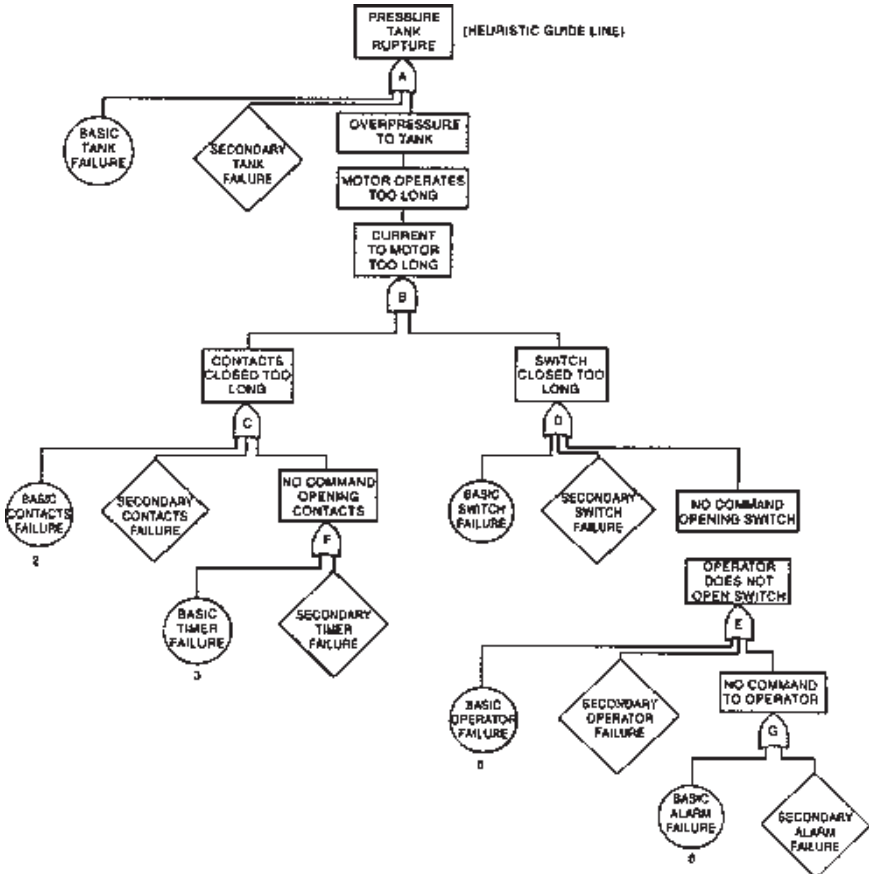 PRESSURE
TANK
RUPTURE
[HEURISTIC GUIDE LINE]
A
BASIC
TANK
FAILURE
SECONDARY
TANK
FAILURE
OVERPRESSURE
TO TANK
MOTOR OPERATES
TOO LONG
CURRENT
TO MOTOR
TOO LONG
B
CONTACTS
CLOSED TOO
LONG
SWITCH
CLOSED TOO
LONG
C
D
BASIC
CONTACTS
FAILURE
2
SECONDARY
CONTACTS
FAILURE
NO COMMAND
OPENING
CONTACTS
BASIC
SWITCH
FAILURE
SECONDARY
SWITCH
FAILURE
NO COMMAND
OPENING SWITCH
F
BASIC
TIMER
FAILURE
3
SECONDARY
TIMER
FAILURE
OPERATOR
DOES NOT
OPEN SWITCH
E
BASIC
OPERATOR
FAILURE
SECONDARY
OPERATOR
FAILURE
NO COMMAND
TO OPERATOR
G
BASIC
ALARM
FAILURE
SECONDARY
ALARM
FAILURE